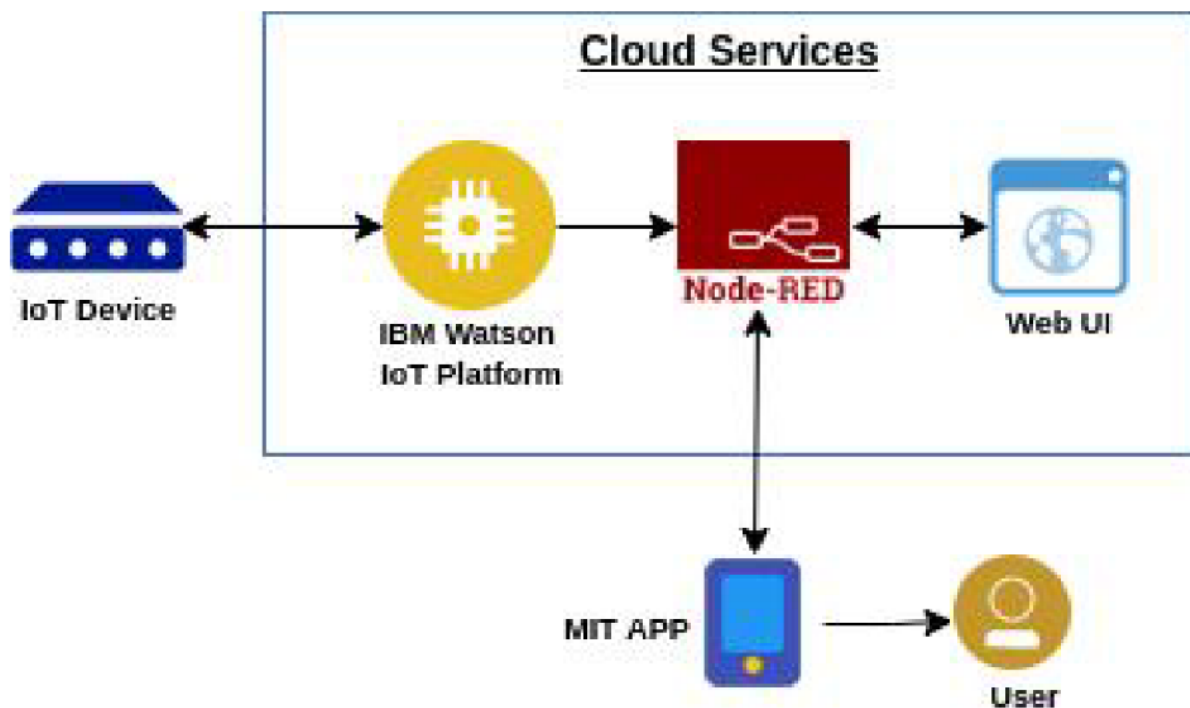 Cloud Services
IoT Device
IBM Watson
IoT Platform
Node-RED
Web UI
MIT APP
User